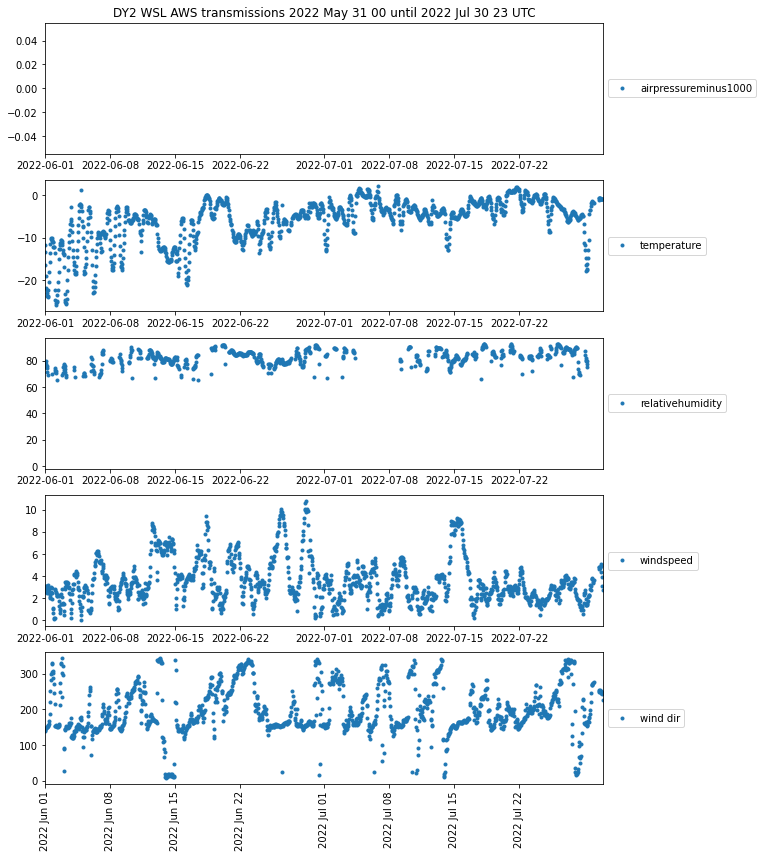 DY2 WSL AWS transmissions 2022 May 31 00 until 2022 Jul 30 23 UTC
0.04
0.02
0.00
−0.02
−0.04
airpressureminus1000
2022-06-01 2022-06-08 2022-06-15 2022-06-22 2022-07-01 2022-07-08 2022-07-15 2022-07-22
0
−10
−20
temperature
2022-06-01 2022-06-08 2022-06-15 2022-06-22 2022-07-01 2022-07-08 2022-07-15 2022-07-22
80
60
40
20
0
relativehumidity
2022-06-01 2022-06-08 2022-06-15 2022-06-22 2022-07-01 2022-07-08 2022-07-15 2022-07-22
10
8
6
4
2
0
windspeed
2022-06-01 2022-06-08 2022-06-15 2022-06-22 2022-07-01 2022-07-08 2022-07-15 2022-07-22
300
200
100
0
wind dir
2022 Jun 01
2022 Jun 08
2022 Jun 15
2022 Jun 22
2022 Jul 01
2022 Jul 08
2022 Jul 15
2022 Jul 22